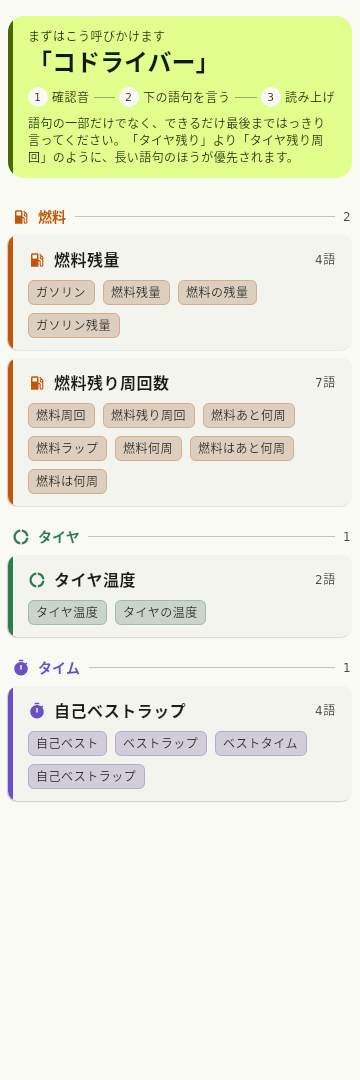 まずはこう呼びかけます
「コドライバー」
1 確認音 2 下の語句を言う 3 読み上げ
語句の一部だけでなく、できるだけ最後まではっきり
言ってください。「タイヤ残り」より「タイヤ残り周
回」のように、長い語句のほうが優先されます。
燃料 2
燃料残量 4語
ガソリン 燃料残量 燃料の残量
ガソリン残量
燃料残り周回数 7語
燃料周回 燃料残り周回 燃料あと何周
燃料ラップ 燃料何周 燃料はあと何周
燃料は何周
タイヤ 1
タイヤ温度 2語
タイヤ温度 タイヤの温度
タイム 1
自己ベストラップ 4語
自己ベスト ベストラップ ベストタイム
自己ベストラップ